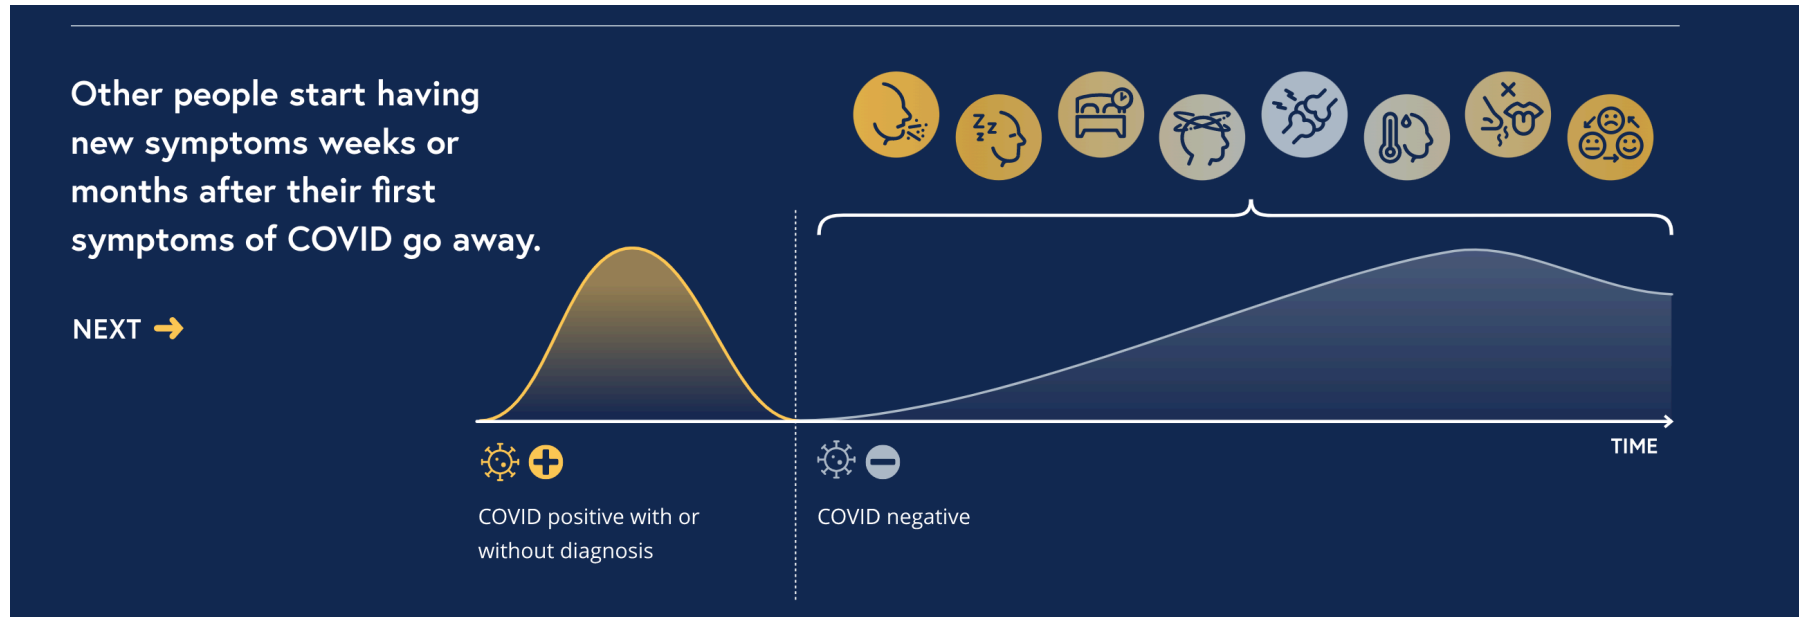 Other people start having
new symptoms weeks or
months after their first
symptoms of COVID go away.
NEXT
Zzz
TIME
COVID positive with or
without diagnosis
COVID negative